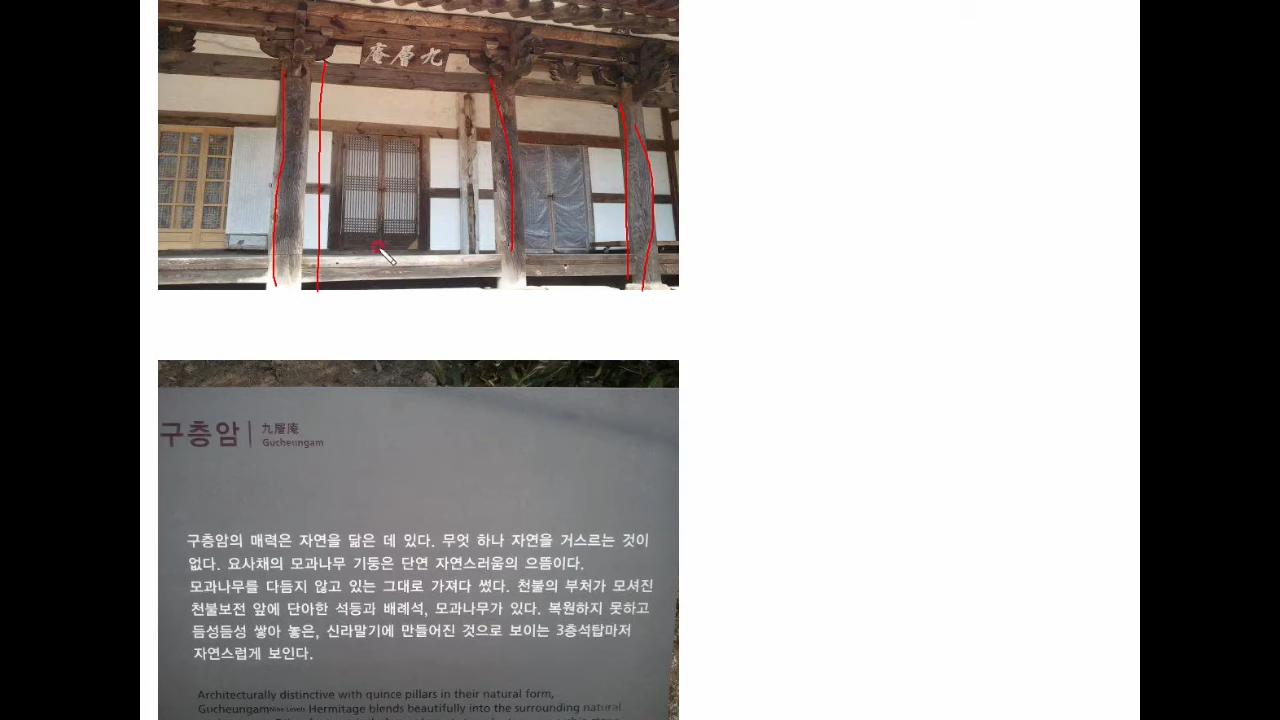 九層庵
구층암
九層庵
Gucheungam
구층암의 매력은 자연을 닮은 데 있다. 무엇 하나 자연을 거스르는 것이
없다. 요사채의 모과나무 기둥은 단연 자연스러움의 으뜸이다.
모과나무를 다듬지 않고 있는 그대로 가져다 썼다. 천불의 부처가 모셔진
천불보전 앞에 단아한 석등과 배례석, 모과나무가 있다. 복원하지 못하고
듬성듬성 쌓아 놓은, 신라말기에 만들어진 것으로 보이는 3층석탑마저
자연스럽게 보인다.
Architecturally distinctive with quince pillars in their natural form,
Gucheungam Nine Levels Hermitage blends beautifully into the surrounding natural